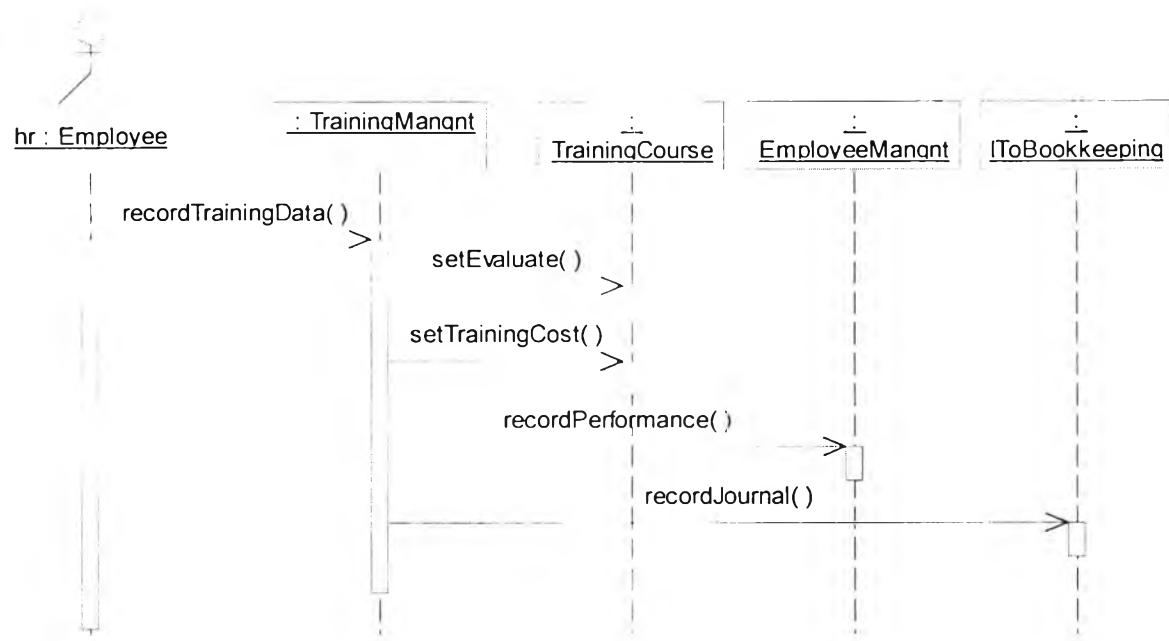 hr : Employee
: TrainingMangnt
:
TrainingCourse
:
EmployeeMangnt
:
IToBookkeeping
recordTrainingData( )
setEvaluate( )
setTrainingCost( )
recordPerformance( )
recordJournal( )